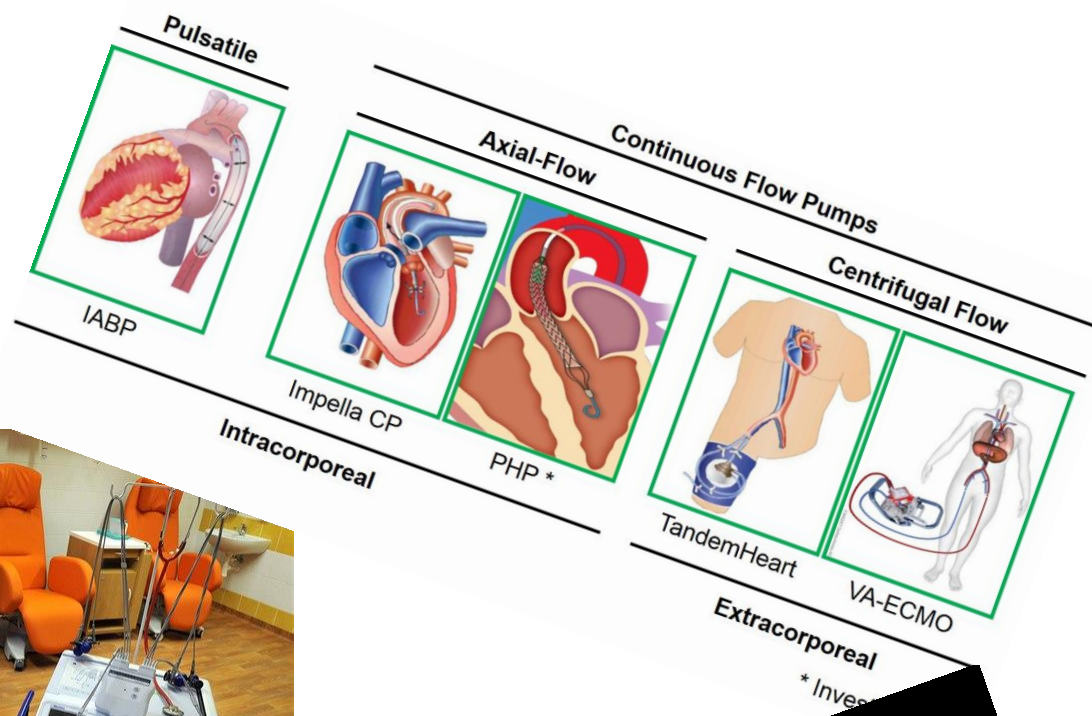 Pulsatile
Continuous Flow Pumps
Axial-Flow
Centrifugal Flow
IABP
Impella CP
PHP *
TandemHeart
VA-ECMO
Intracorporeal
Extracorporeal
*